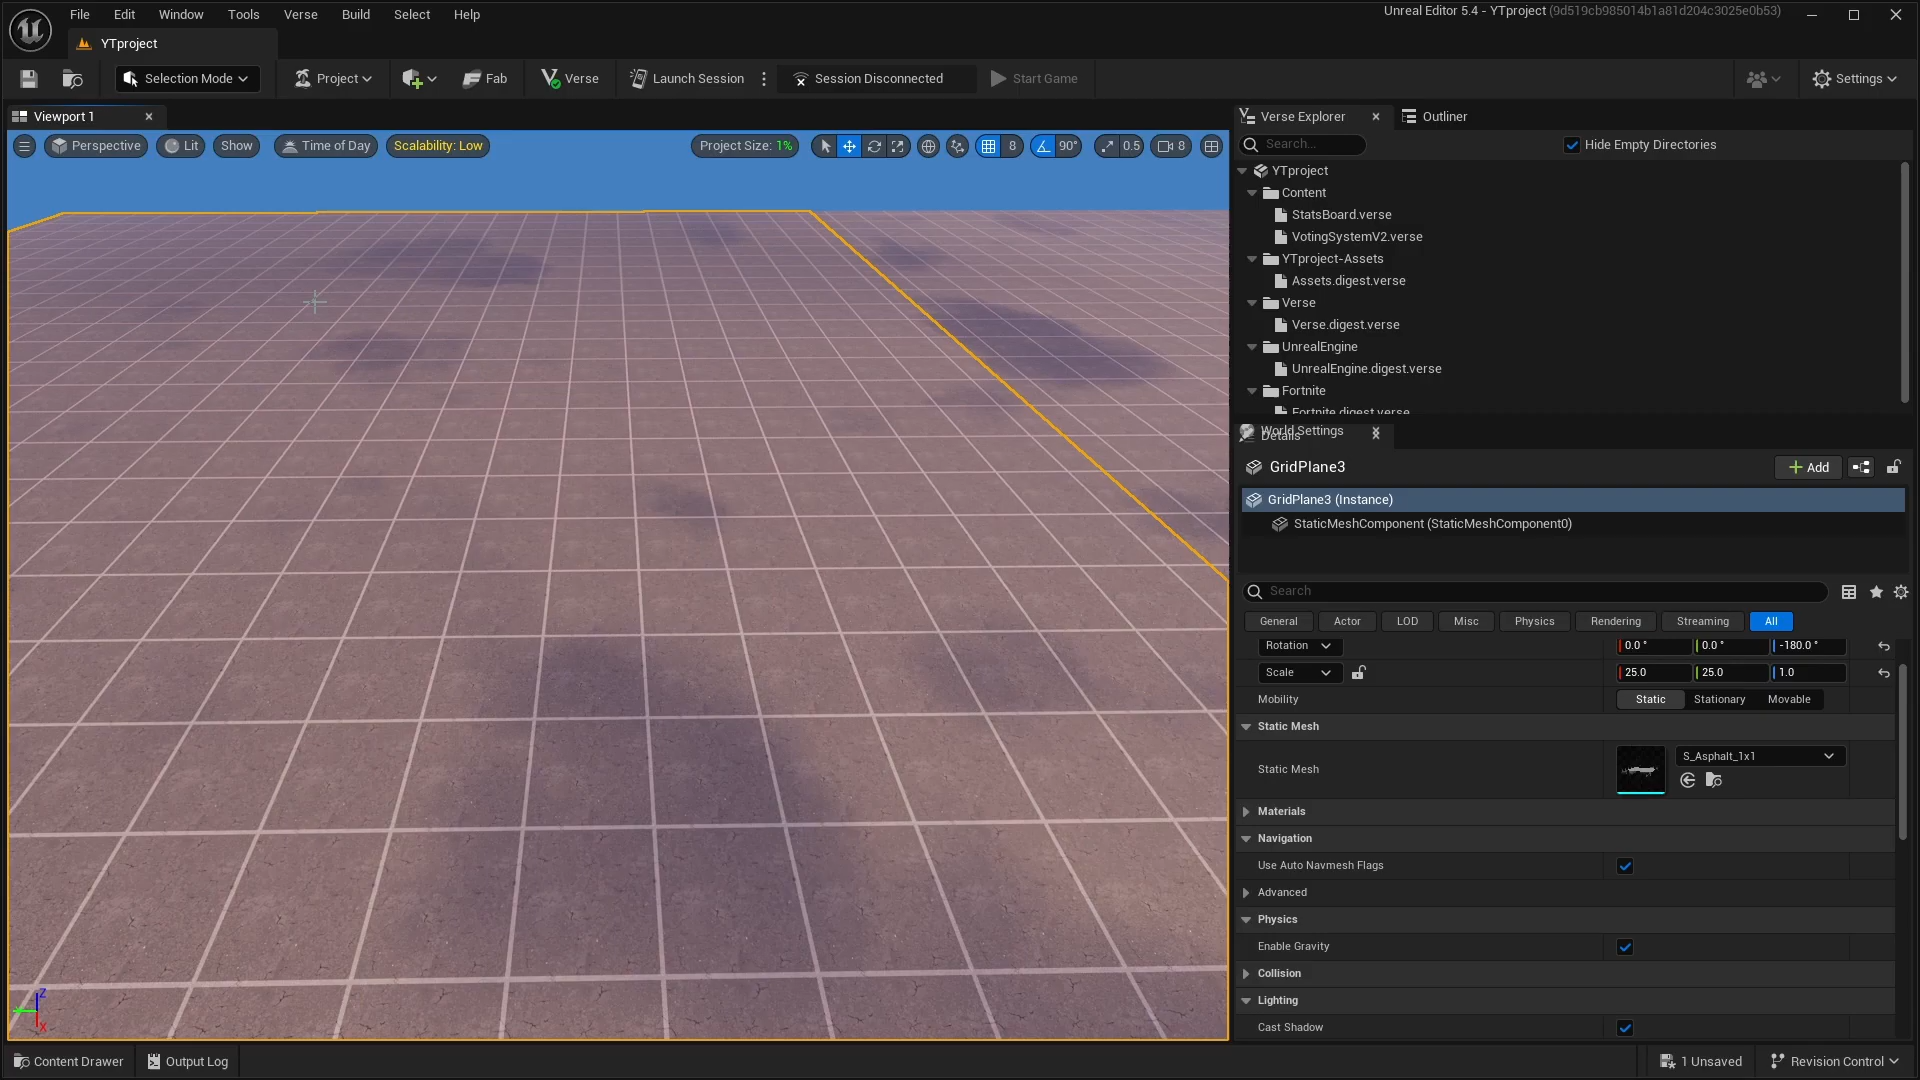 File Edit Window Tools Verse Build Select Help
Unreal Editor 5.4 - YTproject (9d519cb985014b1a81d204c3025e0b53)
YTproject
Selection Mode Project Fab Verse Launch Session Session Disconnected Start Game Settings
Viewport 1
Perspective Lit Show Time of Day Scalability: Low Project Size: 1% 8 90° 0.5 8
Verse Explorer Outliner
Search... Hide Empty Directories
YTproject
Content
StatsBoard.verse
VotingSystemV2.verse
YTproject-Assets
Assets.digest.verse
Verse
Verse.digest.verse
UnrealEngine
UnrealEngine.digest.verse
Fortnite
Fortnite.digest.verse
World Settings
Details
GridPlane3 Add
GridPlane3 (Instance)
StaticMeshComponent (StaticMeshComponent0)
Search
General Actor LOD Misc Physics Rendering Streaming All
Rotation 0.0 ° 0.0 ° -180.0 °
Scale 25.0 25.0 1.0
Mobility Static Stationary Movable
Static Mesh
Static Mesh S_Asphalt_1x1
Materials
Navigation
Use Auto Navmesh Flags
Advanced
Physics
Enable Gravity
Collision
Lighting
Cast Shadow
Z
X
Content Drawer Output Log 1 Unsaved Revision Control